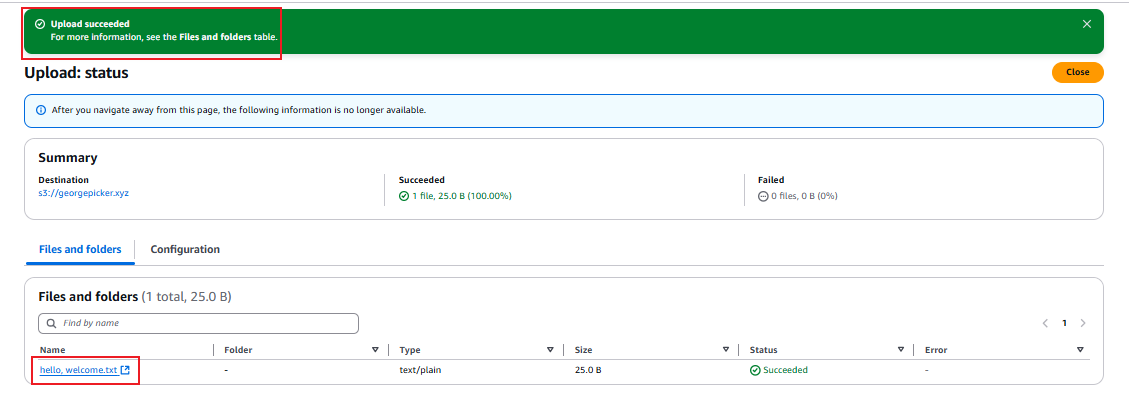 Upload succeeded
For more information, see the Files and folders table.
Upload: status
Close
After you navigate away from this page, the following information is no longer available.
Summary
Destination
Succeeded
Failed
s3://georgepicker.xyz
1 file, 25.0 B (100.00%)
0 files, 0 B (0%)
Files and folders
Configuration
Files and folders (1 total, 25.0 B)
Find by name
1
Name
Folder
Type
Size
Status
Error
hello, welcome.txt
-
text/plain
25.0 B
Succeeded
-